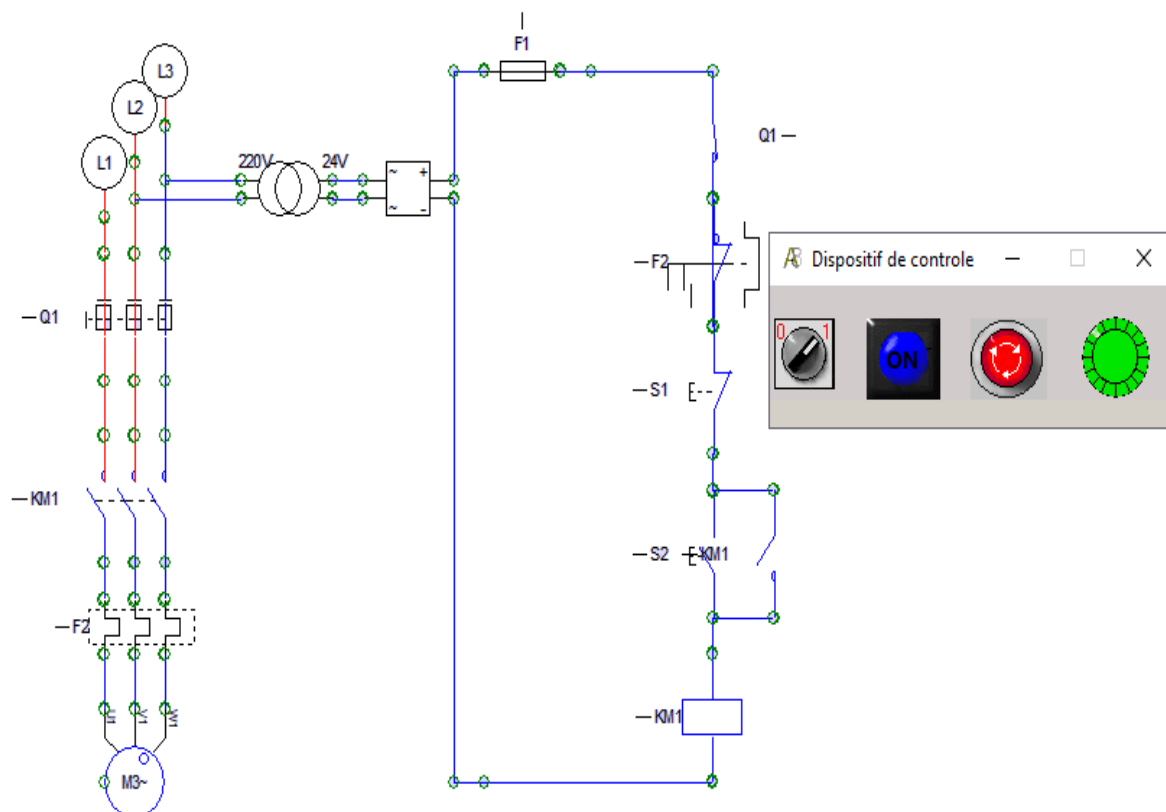 F1
L3
L2
L1
Q1
220V
24V
~ +
~ -
F2
Dispositif de controle
Q1
0 1
ON
S1
KM1
S2
KM1
F2
KM1
U1
V1
W1
M3~